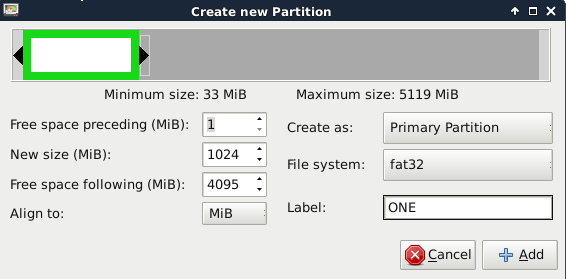 Create new Partition
Minimum size: 33 MiB Maximum size: 5119 MiB
Free space preceding (MiB): 1
Create as: Primary Partition
New size (MiB): 1024
File system: fat32
Free space following (MiB): 4095
Label: ONE
Align to: MiB
Cancel Add